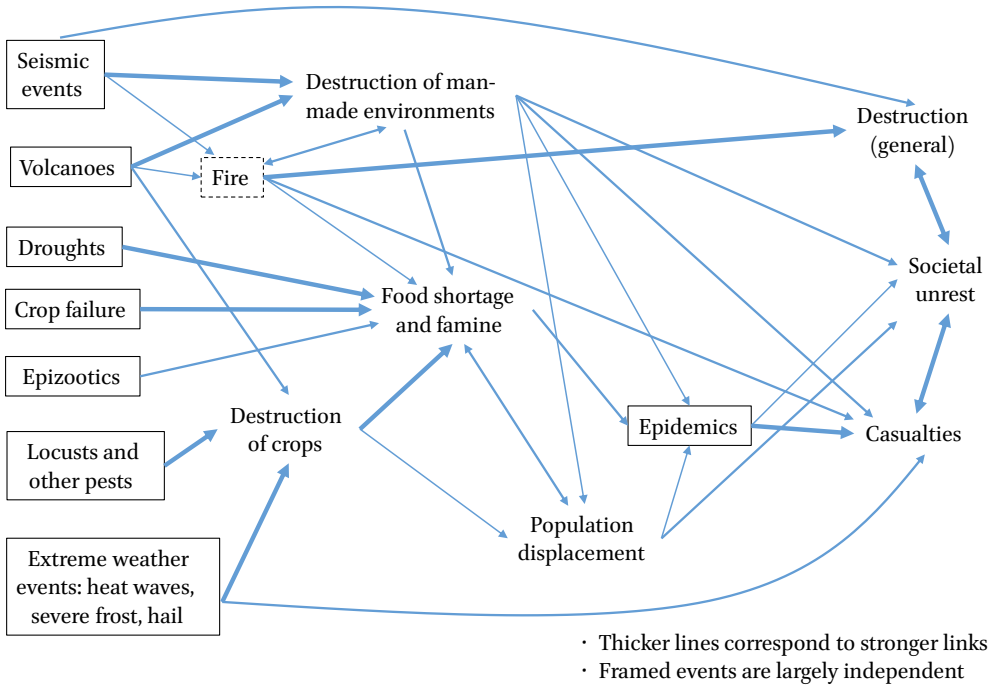 Seismic
events
Destruction of man-
made environments
Destruction
(general)
Volcanoes
Fire
Droughts
Societal
unrest
Crop failure
Food shortage
and famine
Epizootics
Destruction
of crops
Epidemics
Casualties
Locusts and
other pests
Population
displacement
Extreme weather
events: heat waves,
severe frost, hail
· Thicker lines correspond to stronger links
· Framed events are largely independent